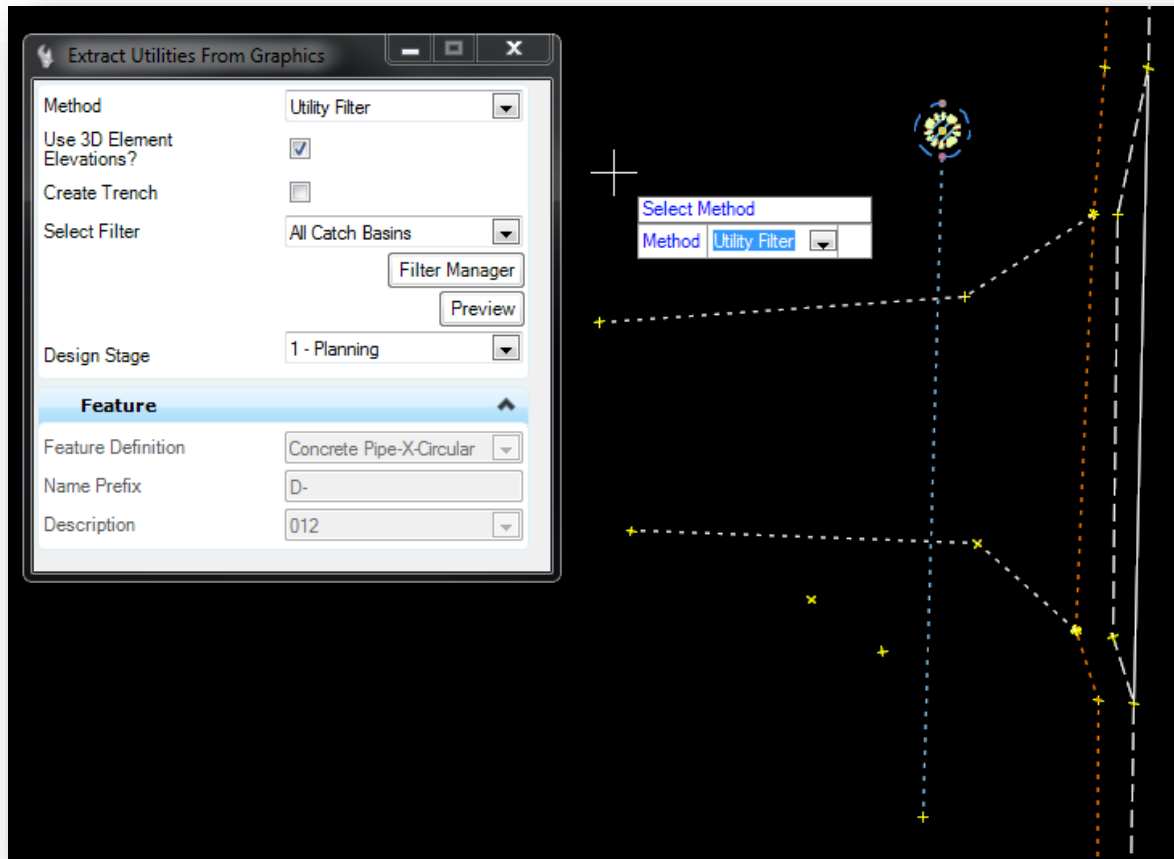 Extract Utilities From Graphics
Method Utility Filter
Use 3D Element
Elevations?
Create Trench
Select Filter All Catch Basins
Filter Manager
Preview
Design Stage 1 - Planning
Feature
Feature Definition Concrete Pipe-X-Circular
Name Prefix D-
Description 012
Select Method
Method Utility Filter